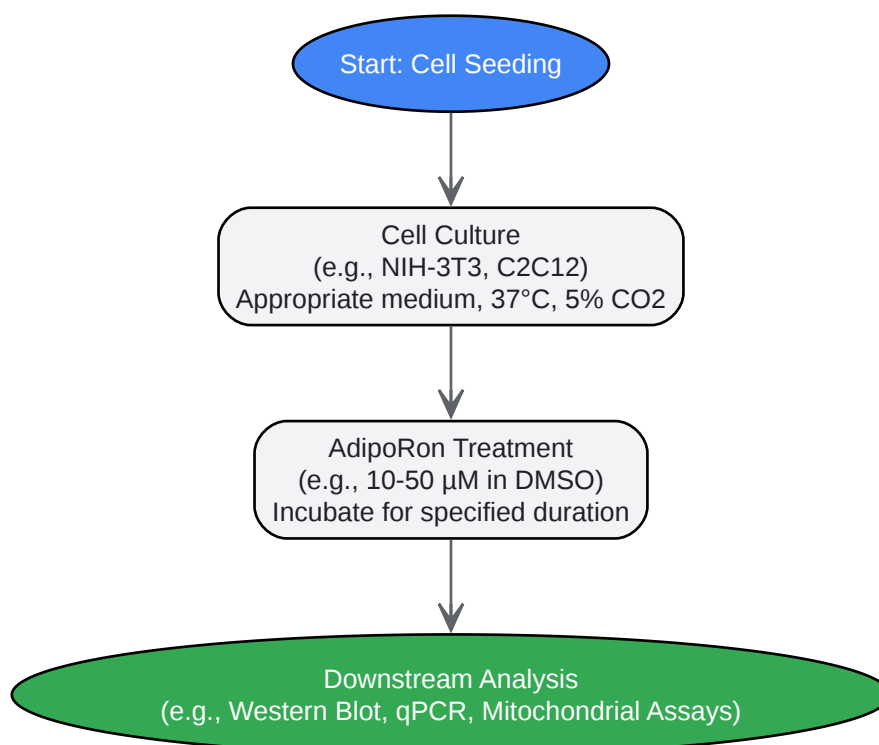 Start: Cell Seeding
Cell Culture
(e.g., NIH-3T3, C2C12)
Appropriate medium, 37°C, 5% CO2
AdipoRon Treatment
(e.g., 10-50 µM in DMSO)
Incubate for specified duration
Downstream Analysis
(e.g., Western Blot, qPCR, Mitochondrial Assays)